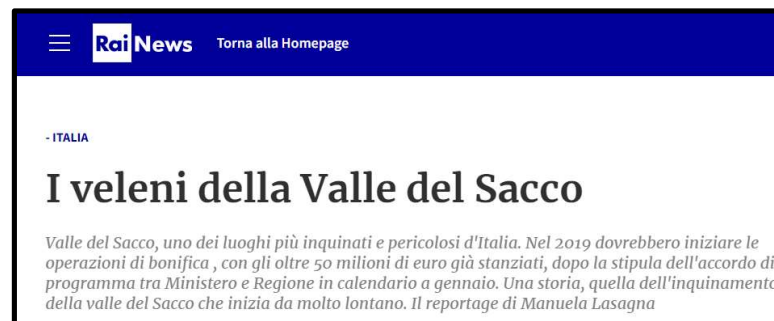 Rai News Torna alla Homepage
- ITALIA
I veleni della Valle del Sacco
Valle del Sacco, uno dei luoghi più inquinati e pericolosi d'Italia. Nel 2019 dovrebbero iniziare le
operazioni di bonifica , con gli oltre 50 milioni di euro già stanziati, dopo la stipula dell'accordo di
programma tra Ministero e Regione in calendario a gennaio. Una storia, quella dell'inquinamento
della valle del Sacco che inizia da molto lontano. Il reportage di Manuela Lasagna